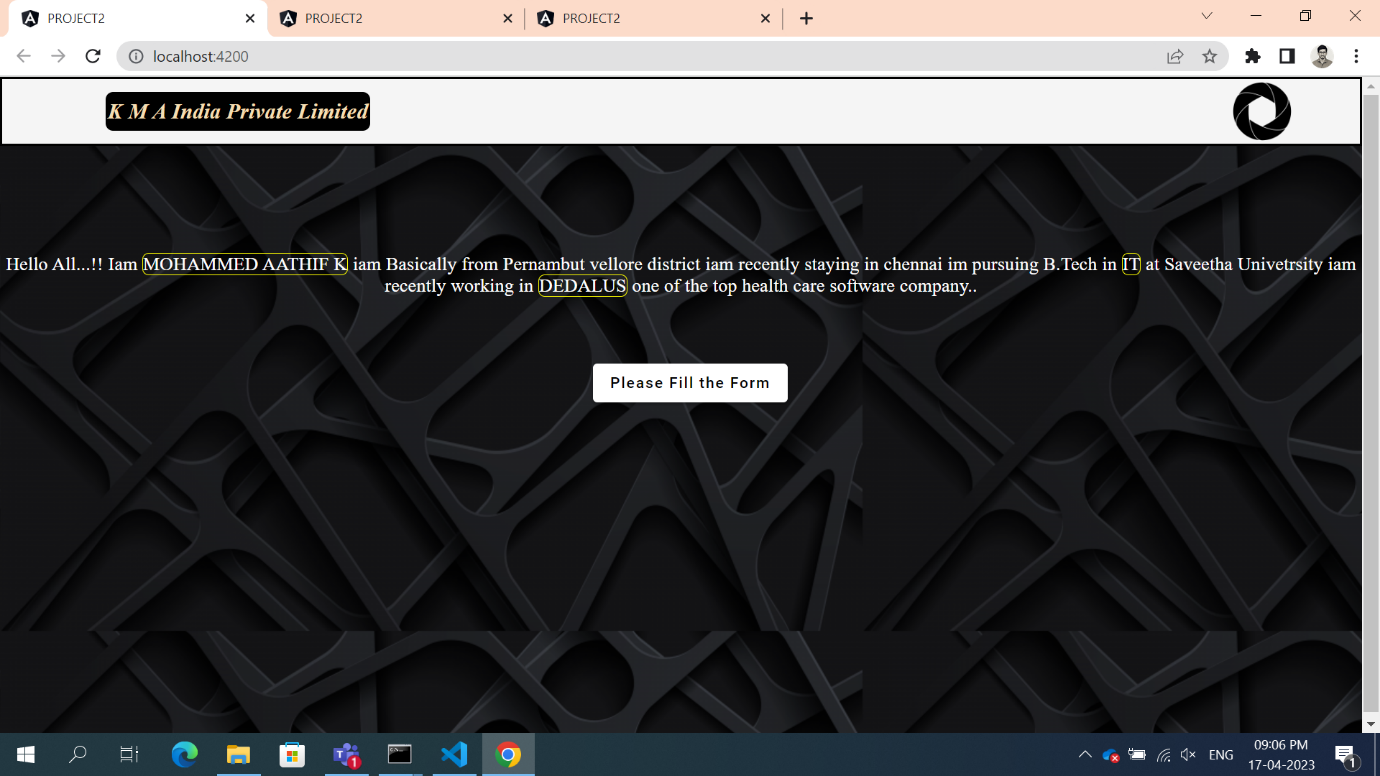 PROJECT2
PROJECT2
PROJECT2
localhost:4200
K M A India Private Limited
Hello All...!! Iam MOHAMMED AATHIF K iam Basically from Pernambut vellore district iam recently staying in chennai im pursuing B.Tech in IT at Saveetha Univetrsity iam
recently working in DEDALUS one of the top health care software company..
Please Fill the Form
1
ENG
09:06 PM
17-04-2023
1